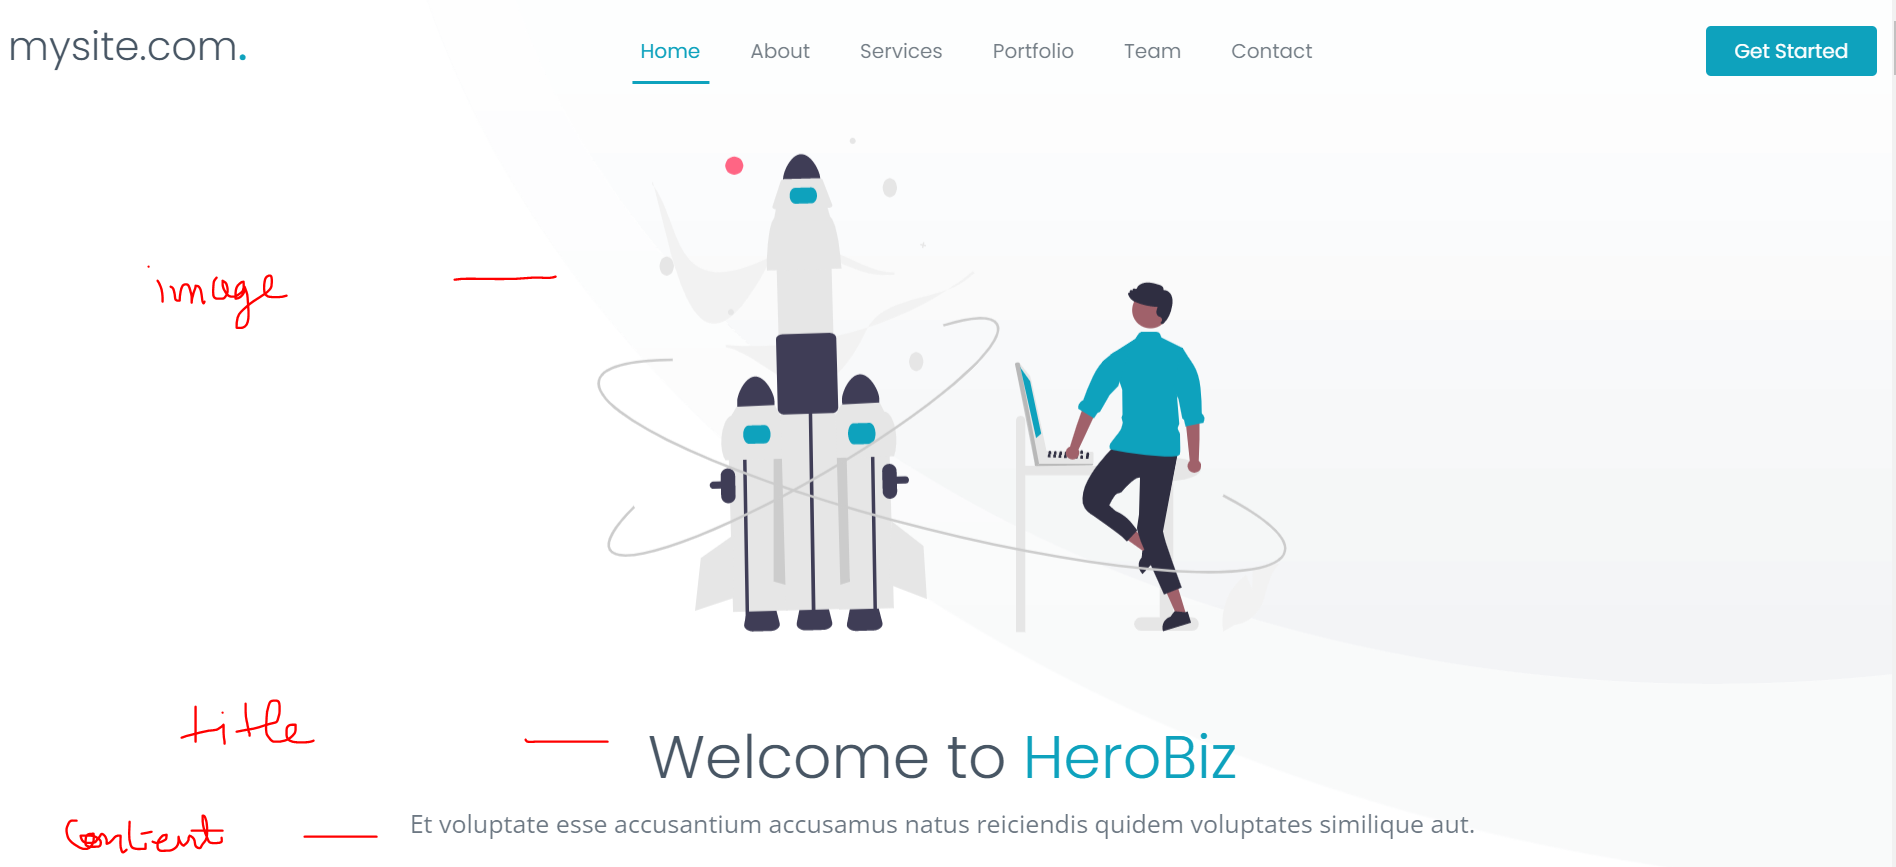 mysite.com.
Home About Services Portfolio Team Contact
Get Started
image
title
Welcome to HeroBiz
content
Et voluptate esse accusantium accusamus natus reiciendis quidem voluptates similique aut.